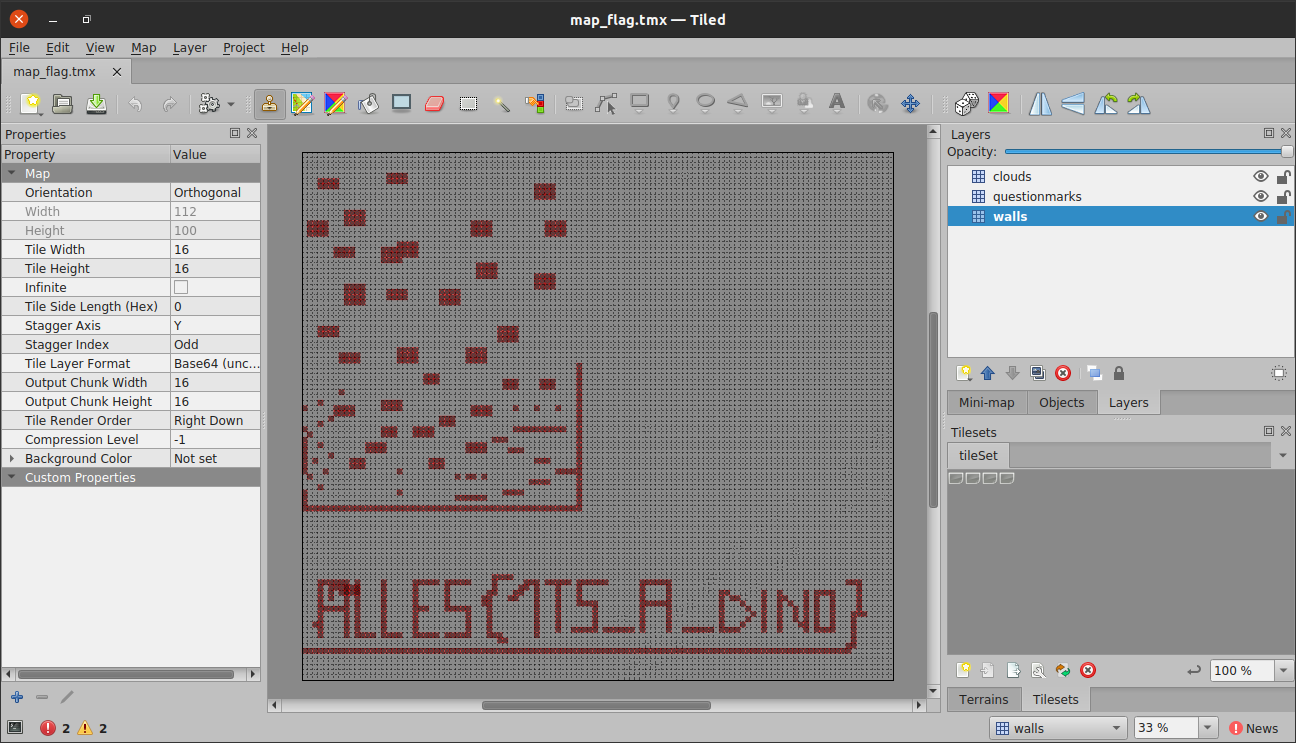 map_flag.tmx — Tiled
File Edit View Map Layer Project Help
map_flag.tmx
Properties
Property Value
Map
Orientation Orthogonal
Width 112
Height 100
Tile Width 16
Tile Height 16
Infinite
Tile Side Length (Hex) 0
Stagger Axis Y
Stagger Index Odd
Tile Layer Format Base64 (unc...
Output Chunk Width 16
Output Chunk Height 16
Tile Render Order Right Down
Compression Level -1
Background Color Not set
Custom Properties
2 2
ALLES{1TS_A_DINO}
Layers
Opacity:
clouds
questionmarks
walls
Mini-map Objects Layers
Tilesets
tileSet
100 %
Terrains Tilesets
walls 33 % News